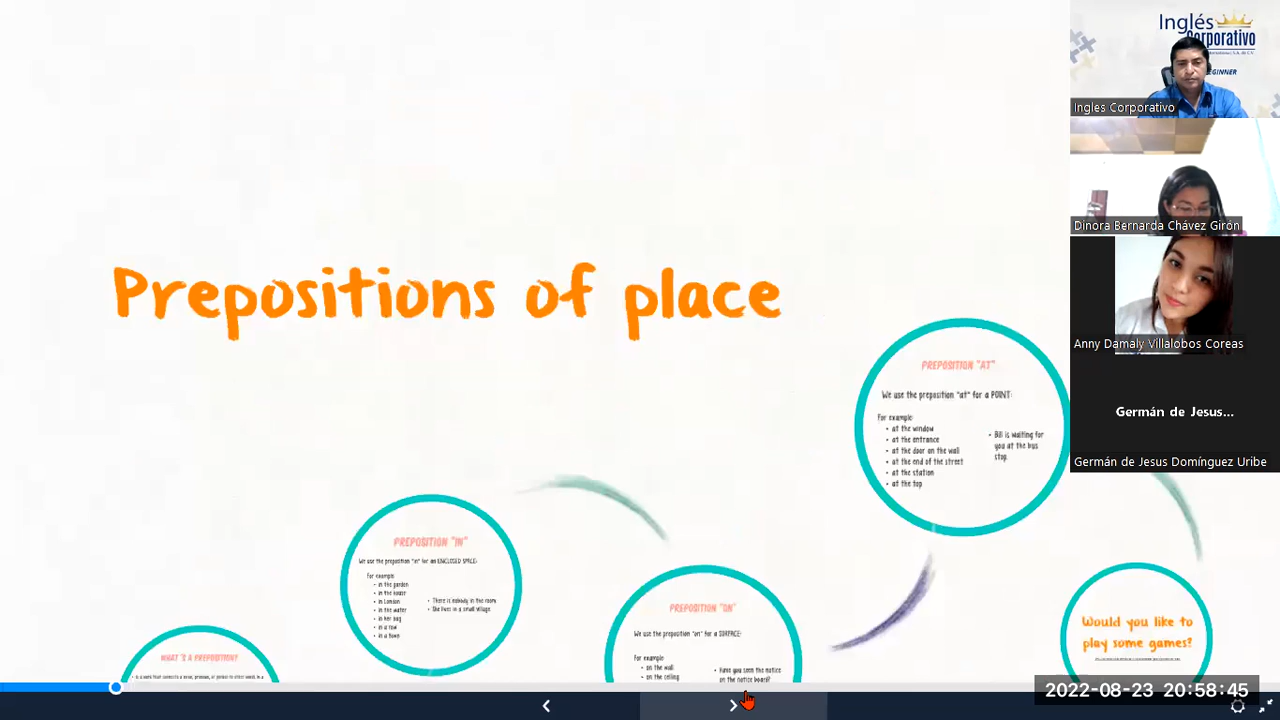 Prepositions of place
WHAT´S A PREPOSITION?
PREPOSITION "IN"
We use the preposition "in" for an ENCLOSED SPACE:
For example:
• in the garden
• in the house
• in London
• in the water
• in her bag
• in a row
• in a town
• There is nobody in the room
• She lives in a small village
PREPOSITION "ON"
We use the preposition "on" for a SURFACE:
For example
• on the wall
• on the ceiling
• Have you seen the notice
on the notice board?
PREPOSITION "AT"
We use the preposition "at" for a POINT:
For example:
• at the window
• at the entrance
• at the door on the wall
• at the end of the street
• at the station
• at the top
• Bill is waiting for
you at the bus
stop.
Would you like to
play some games?
Inglés
Corporativo
Ingles Corporativo
Dinora Bernarda Chávez Girón
Anny Damaly Villalobos Coreas
Germán de Jesus...
Germán de Jesus Domínguez Uribe
2022-08-23 20:58:45